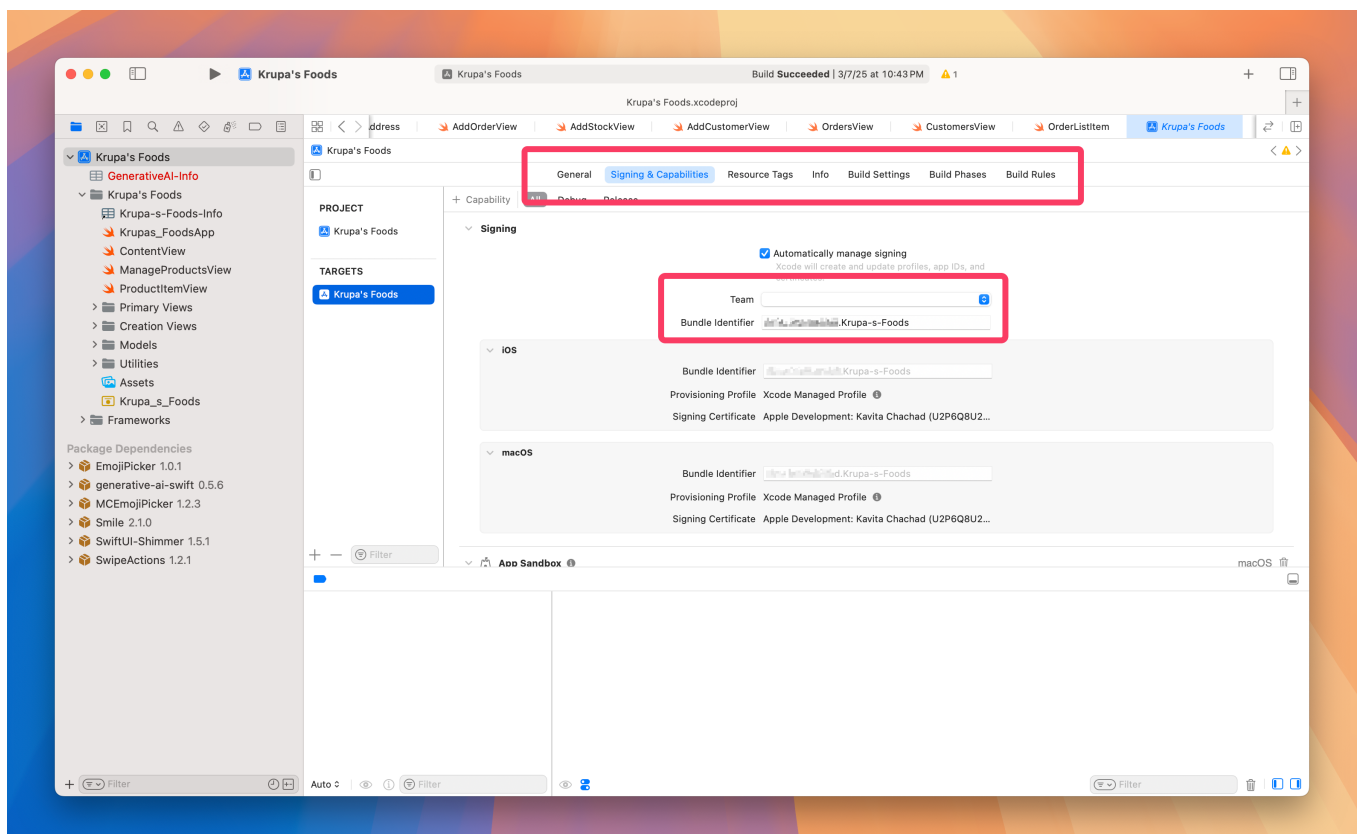 Krupa's Foods
Krupa's Foods
Build Succeeded | 3/7/25 at 10:43 PM
1
Krupa's Foods.xcodeproj
AddOrderView
AddStockView
AddCustomerView
OrdersView
CustomersView
OrderListItem
Krupa's Foods
Krupa's Foods
General
Signing & Capabilities
Resource Tags
Info
Build Settings
Build Phases
Build Rules
+ Capability
Krupa's Foods
GenerativeAI-Info
Krupa's Foods
Krupa-s-Foods-Info
Krupas_FoodsApp
ContentView
ManageProductsView
ProductItemView
Primary Views
Creation Views
Models
Utilities
Assets
Krupa_s_Foods
Frameworks
Package Dependencies
EmojiPicker 1.0.1
generative-ai-swift 0.5.6
MCEmojiPicker 1.2.3
Smile 2.1.0
SwiftUI-Shimmer 1.5.1
SwipeActions 1.2.1
Filter
PROJECT
Krupa's Foods
TARGETS
Krupa's Foods
Filter
Signing
Automatically manage signing
Xcode will create and update profiles, app IDs, and
Team
Bundle Identifier .Krupa-s-Foods
iOS
Bundle Identifier .Krupa-s-Foods
Provisioning Profile Xcode Managed Profile
Signing Certificate Apple Development: Kavita Chachad (U2P6Q8U2...
macOS
Bundle Identifier .Krupa-s-Foods
Provisioning Profile Xcode Managed Profile
Signing Certificate Apple Development: Kavita Chachad (U2P6Q8U2...
App Sandbox
macOS
Auto
Filter
Filter